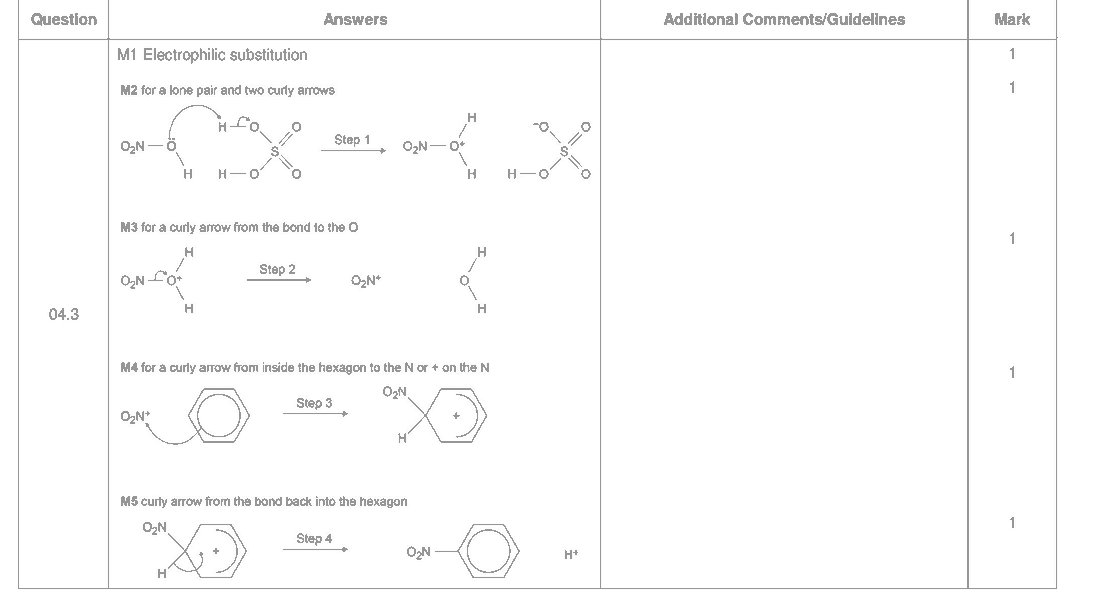 Question Answers Additional Comments/Guidelines Mark
M1 Electrophilic substitution 1
M2 for a lone pair and two curly arrows 1
H O O H ⁻O O
O₂N O S Step 1 O₂N O⁺ S
H H O O H H O O
M3 for a curly arrow from the bond to the O 1
H H
O₂N O⁺ Step 2 O₂N⁺ O
H H
04.3
M4 for a curly arrow from inside the hexagon to the N or + on the N 1
O₂N
O₂N⁺ Step 3 +
H
M5 curly arrow from the bond back into the hexagon 1
O₂N
+ Step 4 O₂N H⁺
H